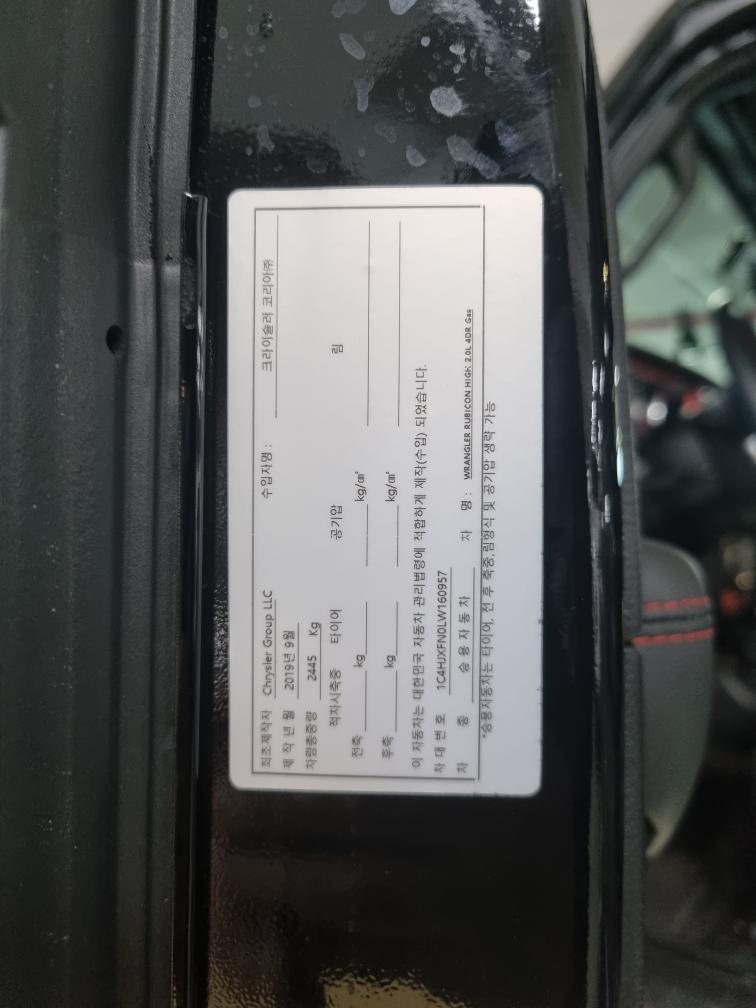 최초제작자 Chrysler Group LLC 수입자명 : 크라이슬러 코리아㈜
제 작 년 월 2019년 9월
차량총중량 2445 Kg
적차시축중 타이어 공기압 림
전축 kg kg/㎠
후축 kg kg/㎠
이 자동차는 대한민국 자동차 관리법령에 적합하게 제작(수입) 되었습니다.
차 대 번 호 1C4HJXFN0LW160957
차 종 승 용 자 동 차 차 명 : WRANGLER RUBICON HIGH 2.0L 4DR Gas
*승용자동차는 타이어, 전 후 축중,림형식 및 공기압 생략 가능